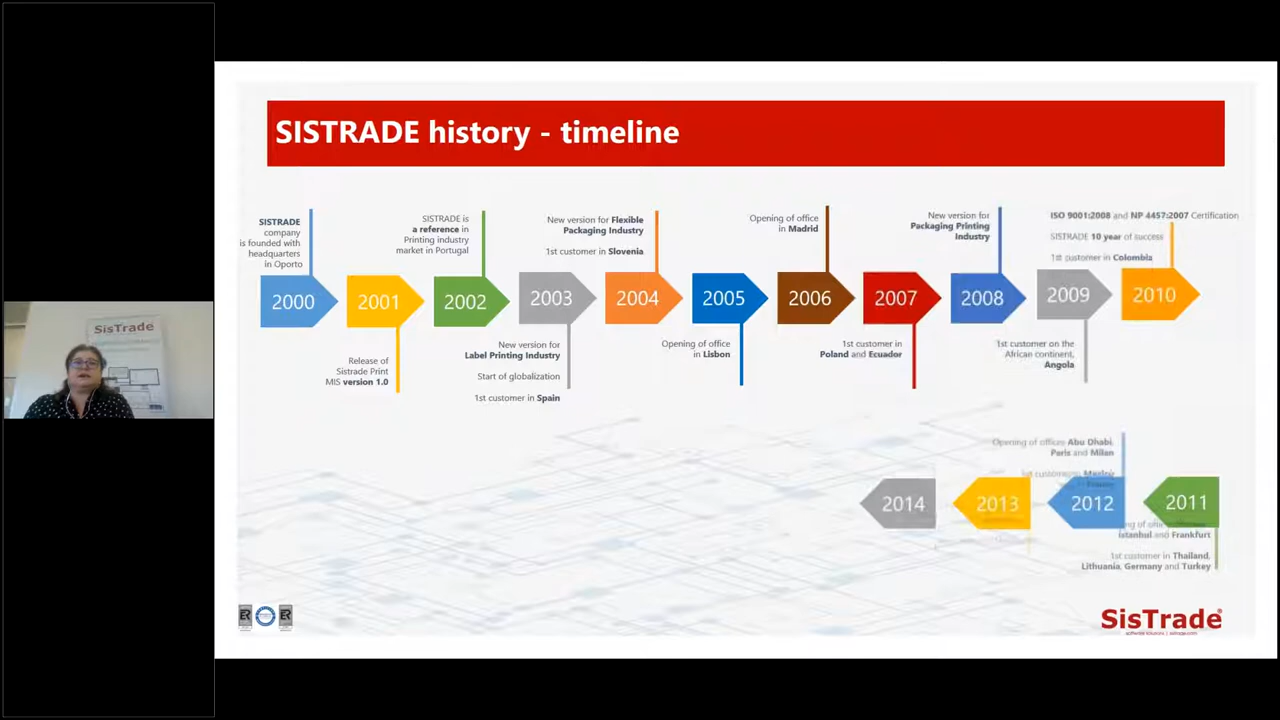 SISTRADE history - timeline
SISTRADE
company
is founded with
headquarters
in Oporto
SISTRADE is
a reference in
Printing industry
market in Portugal
New version for Flexible
Packaging Industry
1st customer in Slovenia
Opening of office
in Madrid
New version for
Packaging Printing
Industry
ISO 9001:2008 and NP 4457:2007 Certification
SISTRADE 10 year of success
1st customer in Colombia
2000
2001
2002
2003
2004
2005
2006
2007
2008
2009
2010
Release of
Sistrade Print
MIS version 1.0
New version for
Label Printing Industry
Start of globalization
1st customer in Spain
Opening of office
in Lisbon
1st customer in
Poland and Ecuador
1st customer on the
African continent,
Angola
Opening of offices Abu Dhabi,
Paris and Milan
1st customer in Mexico
2014
2013
2012
2011
Istanbul and Frankfurt
1st customer in Thailand,
Lithuania, Germany and Turkey
SisTrade
SisTrade